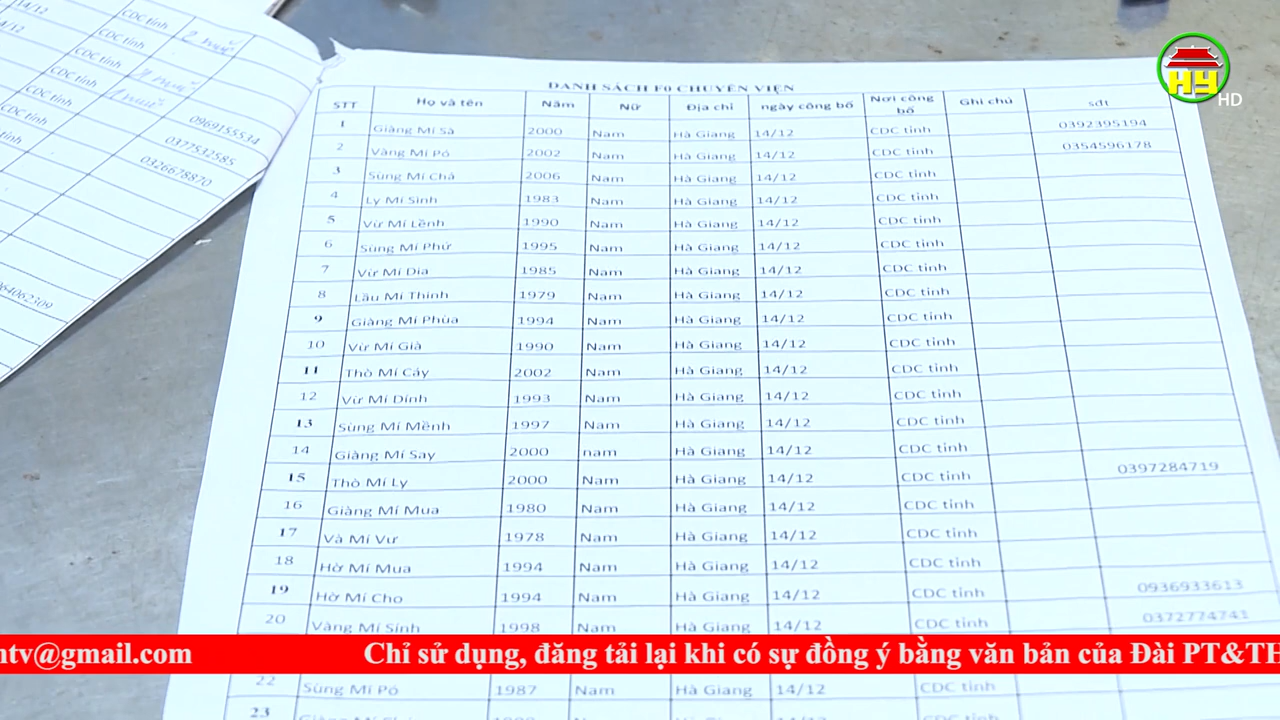 14/12 CDC tỉnh 2 muỗi
CDC tỉnh
CDC tỉnh
CDC tỉnh
CDC tỉnh
0969155534
0377532585
0326678870
DANH SÁCH F0 CHUYỂN VIỆN
STT Họ và tên Năm Nữ Địa chỉ ngày công bố Nơi công bố Ghi chú sdt
1 Giàng Mí Sà 2000 Nam Hà Giang 14/12 CDC tỉnh 0392395194
2 Vàng Mí Pó 2002 Nam Hà Giang 14/12 CDC tỉnh 0354596178
3 Sùng Mí Chá 2006 Nam Hà Giang 14/12 CDC tỉnh
4 Ly Mí Sinh 1983 Nam Hà Giang 14/12 CDC tỉnh
5 Vừ Mí Lềnh 1990 Nam Hà Giang 14/12 CDC tỉnh
6 Sùng Mí Phứ 1995 Nam Hà Giang 14/12 CDC tỉnh
7 Vừ Mí Dia 1985 Nam Hà Giang 14/12 CDC tỉnh
8 Lầu Mí Thinh 1979 Nam Hà Giang 14/12 CDC tỉnh
9 Giàng Mí Phùa 1994 Nam Hà Giang 14/12 CDC tỉnh
10 Vừ Mí Già 1990 Nam Hà Giang 14/12 CDC tỉnh
11 Thò Mí Cáy 2002 Nam Hà Giang 14/12 CDC tỉnh
12 Vừ Mí Dính 1993 Nam Hà Giang 14/12 CDC tỉnh
13 Sùng Mí Mềnh 1997 Nam Hà Giang 14/12 CDC tỉnh
14 Giàng Mí Say 2000 nam Hà Giang 14/12 CDC tỉnh
15 Thò Mí Ly 2000 Nam Hà Giang 14/12 CDC tỉnh 0397284719
16 Giàng Mí Mua 1980 Nam Hà Giang 14/12 CDC tỉnh
17 Và Mí Vư 1978 Nam Hà Giang 14/12 CDC tỉnh
18 Hờ Mí Mua 1994 Nam Hà Giang 14/12 CDC tỉnh
19 Hờ Mí Cho 1994 Nam Hà Giang 14/12 CDC tỉnh 0936933613
20 Vàng Mí Sính 1998 Nam Hà Giang 14/12 CDC tỉnh 0372774741
22 Sùng Mí Pó 1987 Nam Hà Giang 14/12 CDC tỉnh
23 14/12 CDC tỉnh
HY HD
ntv@gmail.com Chỉ sử dụng, đăng tải lại khi có sự đồng ý bằng văn bản của Đài PT&TH